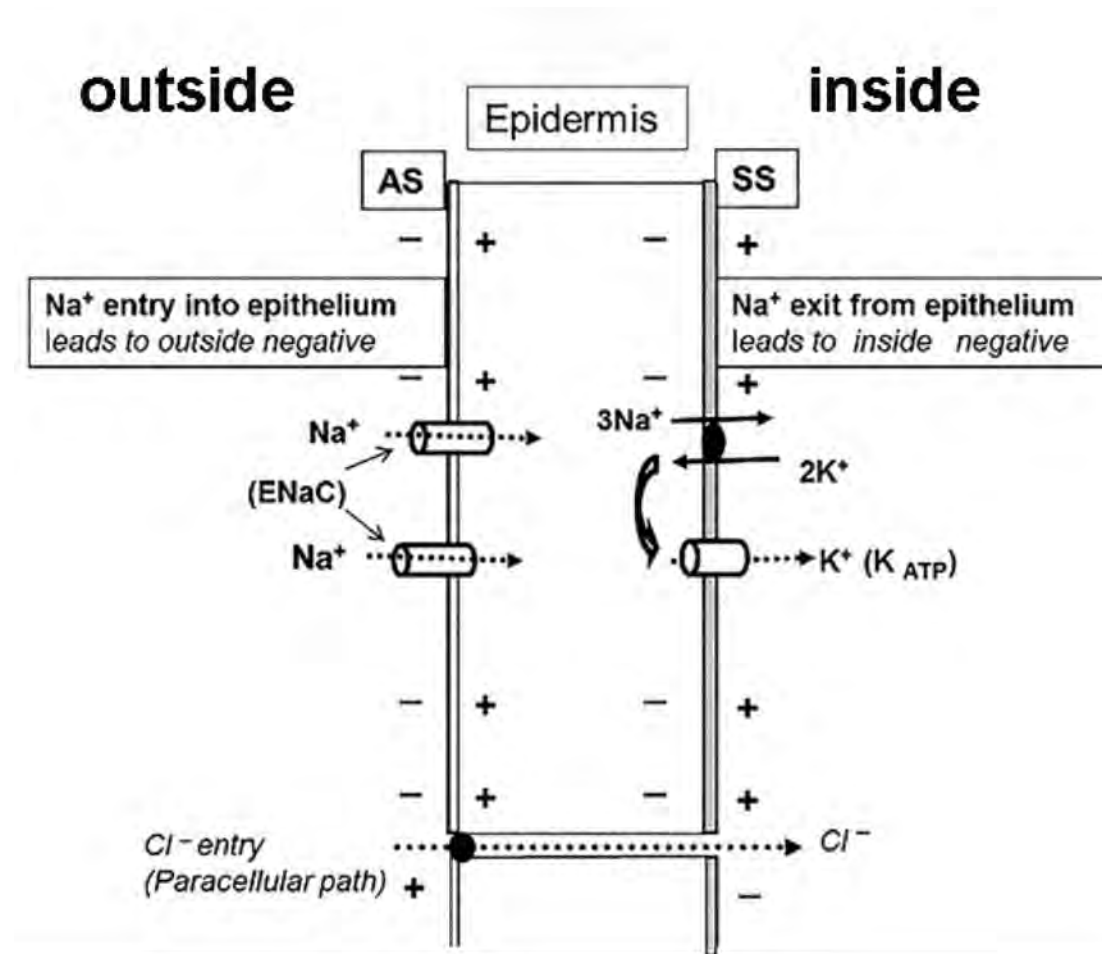 outside
inside
Epidermis
AS
SS
− + − +
Na⁺ entry into epithelium
leads to outside negative
Na⁺ exit from epithelium
leads to inside negative
− + − +
Na⁺
3Na⁺
(ENaC)
2K⁺
Na⁺
K⁺ (K ATP)
− + − +
− + − +
Cl⁻ entry
(Paracellular path)
Cl⁻
+ −